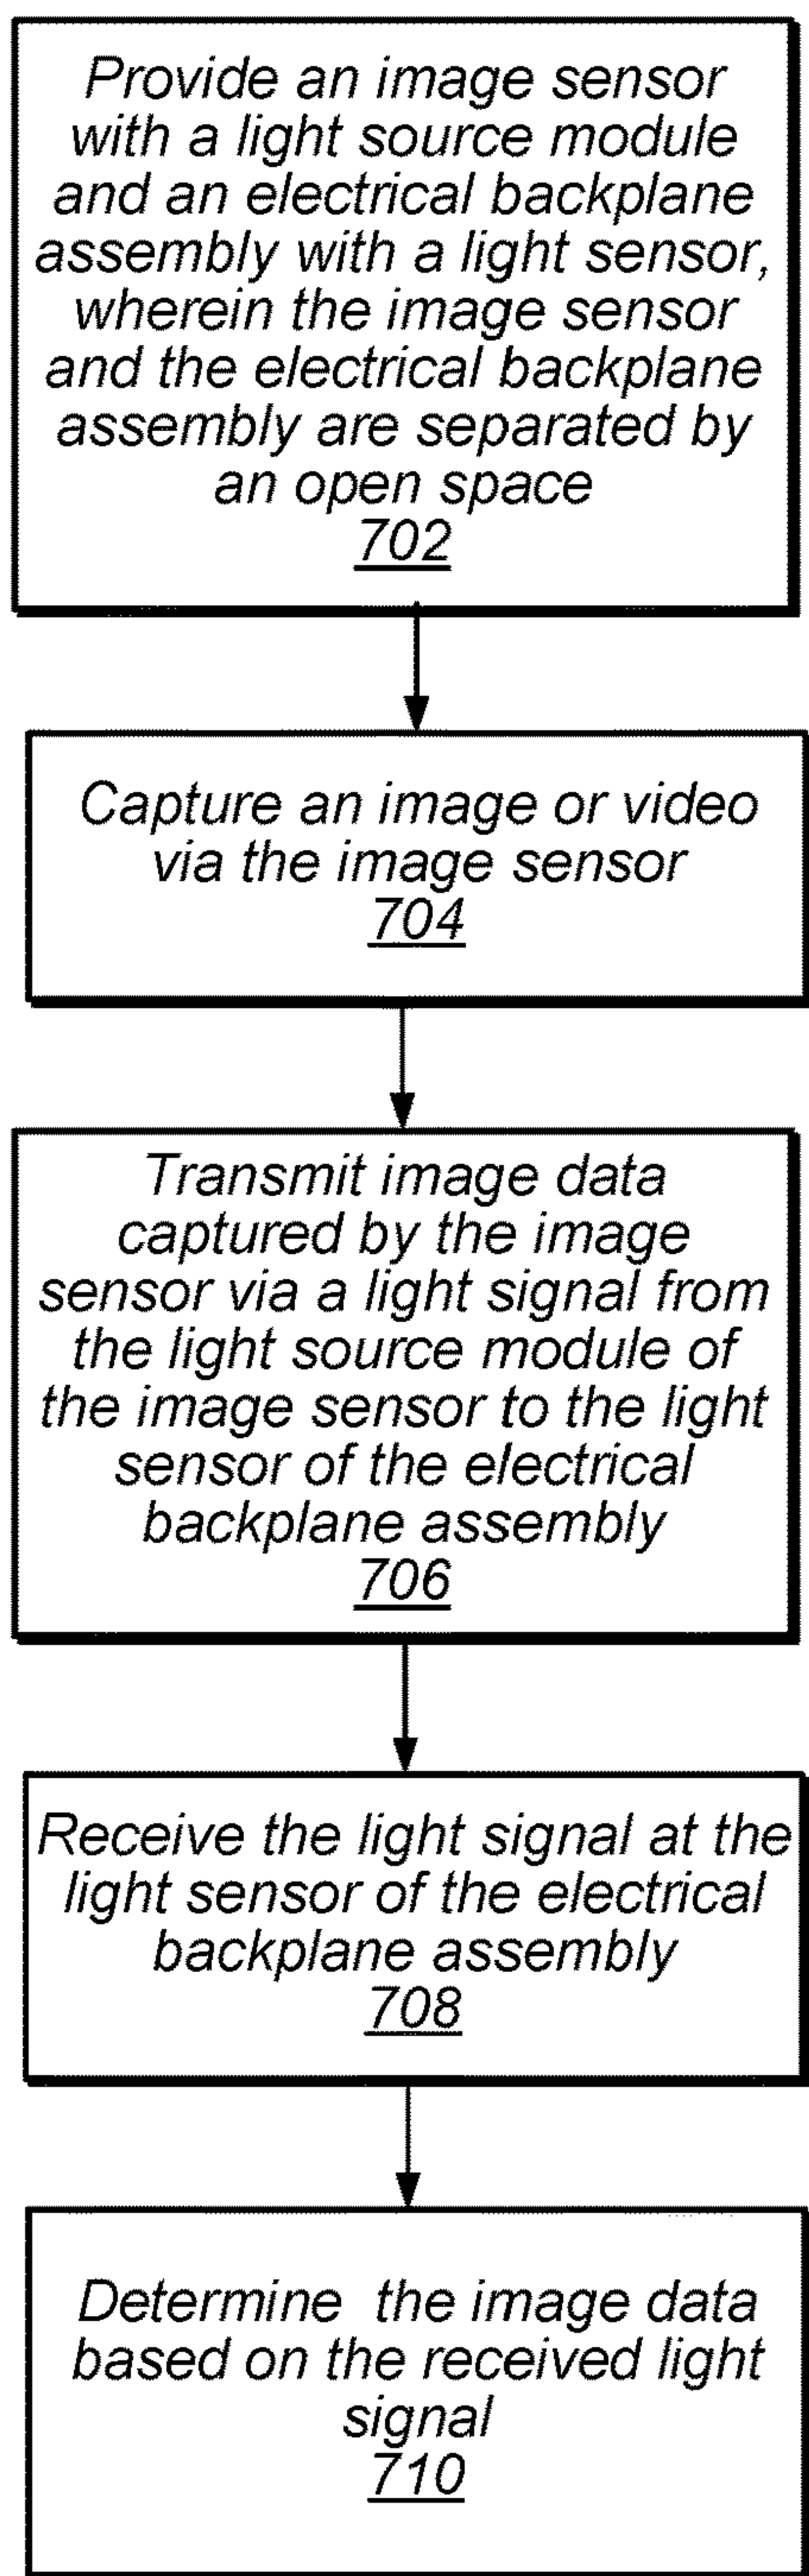 Provide an image sensor
with a light source module
and an electrical backplane
assembly with a light sensor,
wherein the image sensor
and the electrical backplane
assembly are separated by
an open space
702
Capture an image or video
via the image sensor
704
Transmit image data
captured by the image
sensor via a light signal from
the light source module of
the image sensor to the light
sensor of the electrical
backplane assembly
706
Receive the light signal at the
light sensor of the electrical
backplane assembly
708
Determine the image data
based on the received light
signal
710